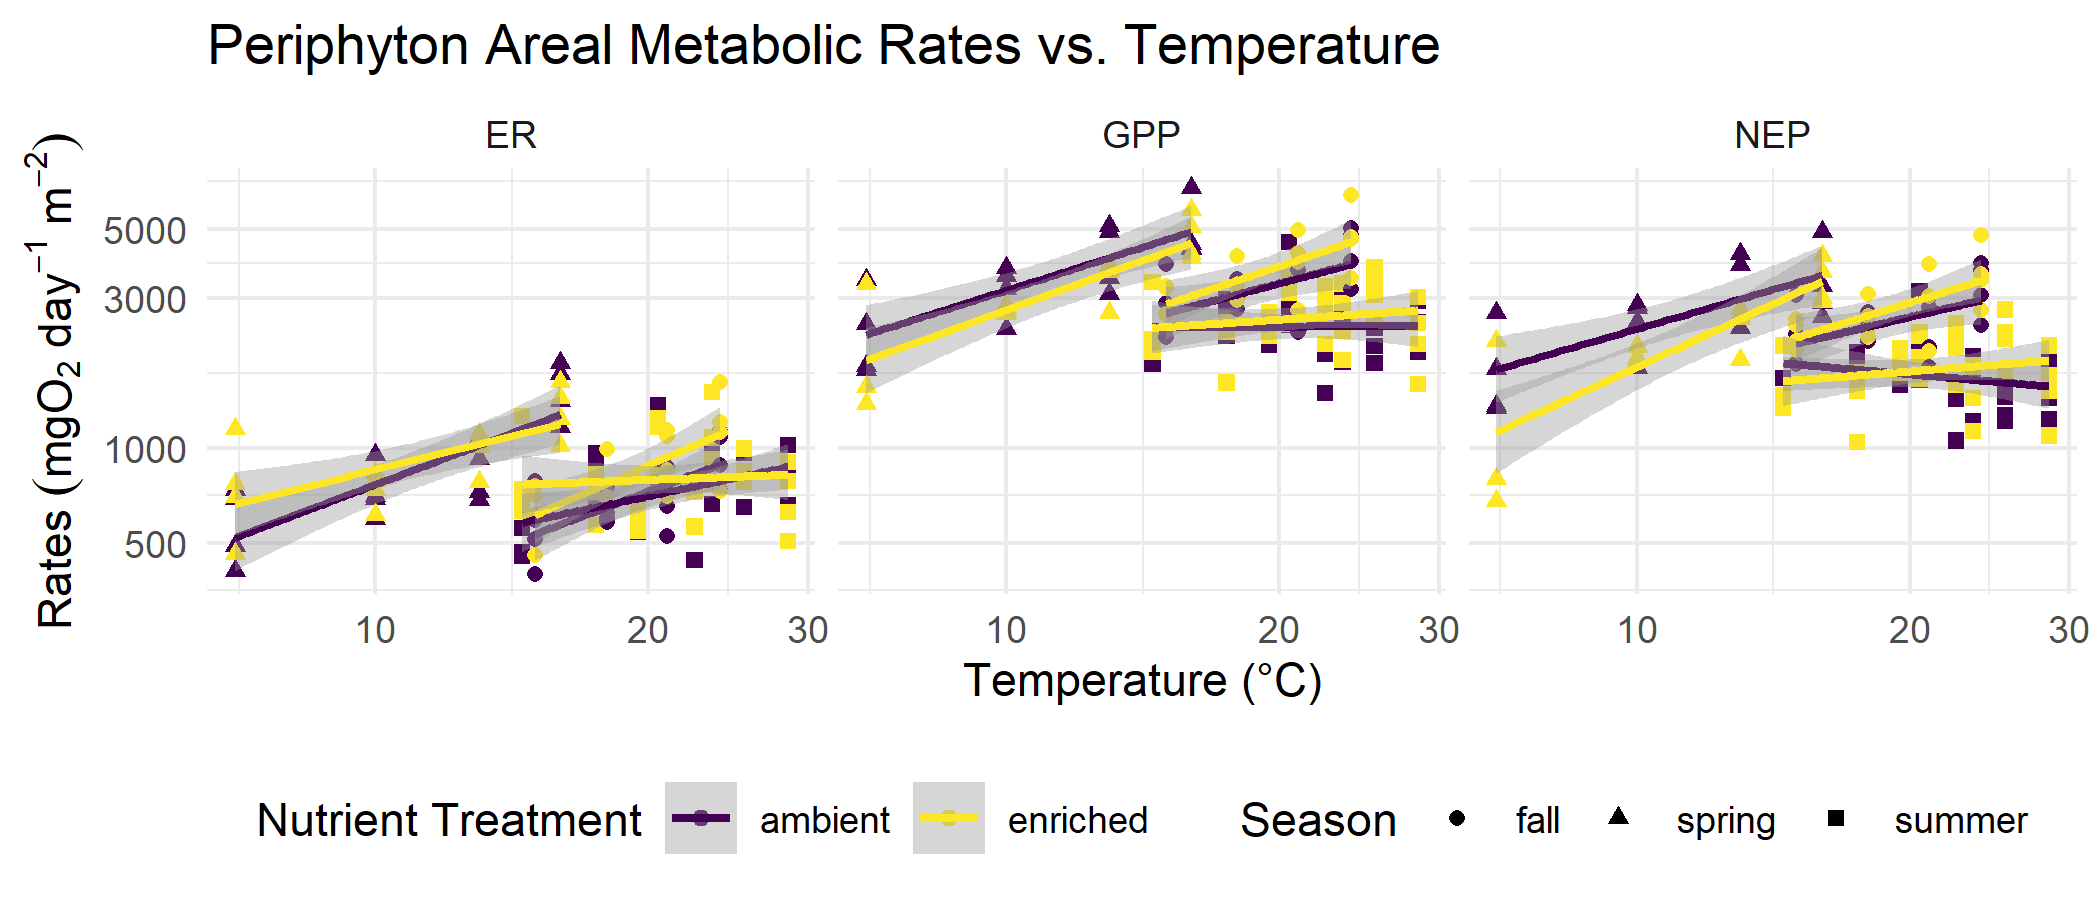 Periphyton Areal Metabolic Rates vs. Temperature
ER GPP NEP
Rates (mgO₂ day⁻¹ m⁻²)
5000
3000
1000
500
10 20 30 10 20 30 10 20 30
Temperature (°C)
Nutrient Treatment ambient enriched Season fall spring summer